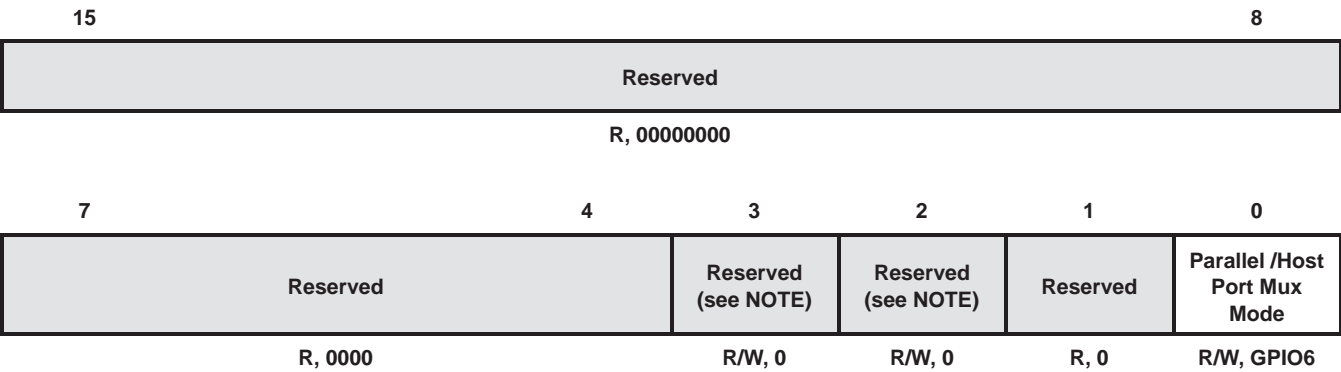 15 8
Reserved
R, 00000000
7 4 3 2 1 0
Reserved Reserved (see NOTE) Reserved (see NOTE) Reserved Parallel /Host Port Mux Mode
R, 0000 R/W, 0 R/W, 0 R, 0 R/W, GPIO6